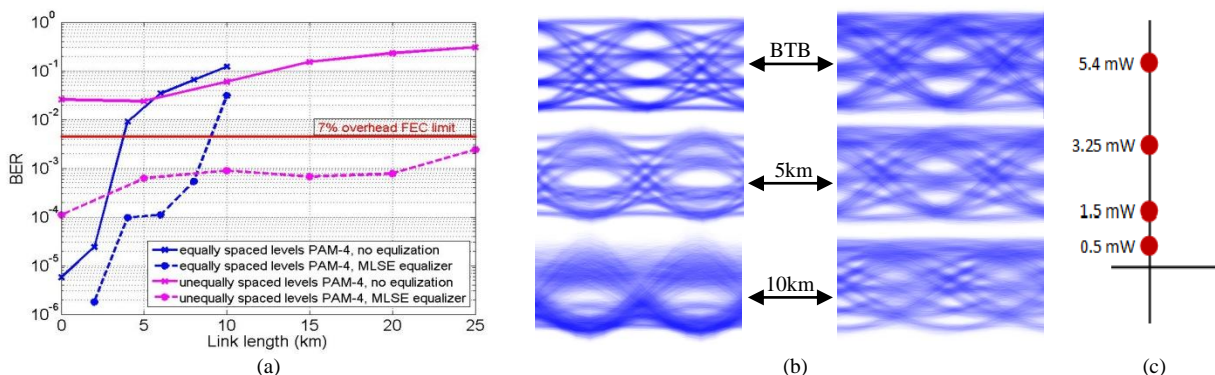 10^0
10^-1
10^-2
10^-3
10^-4
10^-5
10^-6
BER
7% overhead FEC limit
equally spaced levels PAM-4, no equlization
equally spaced levels PAM-4, MLSE equalizer
unequally spaced levels PAM-4, no equalization
unequally spaced levels PAM-4, MLSE equalizer
0 5 10 15 20 25
Link length (km)
(a)
BTB
5km
10km
(b)
5.4 mW
3.25 mW
1.5 mW
0.5 mW
(c)